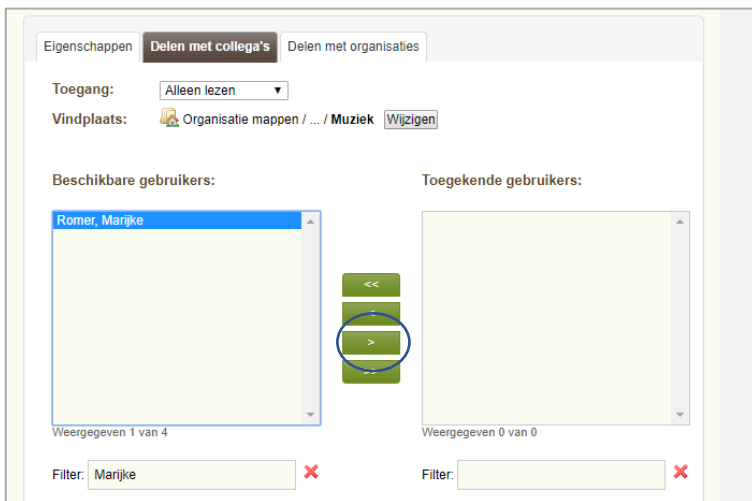 Eigenschappen Delen met collega's Delen met organisaties
Toegang: Alleen lezen
Vindplaats: Organisatie mappen / ... / Muziek Wijzigen
Beschikbare gebruikers: Toegekende gebruikers:
Romer, Marijke
<<
<
>
>>
Weergegeven 1 van 4 Weergegeven 0 van 0
Filter: Marijke Filter: